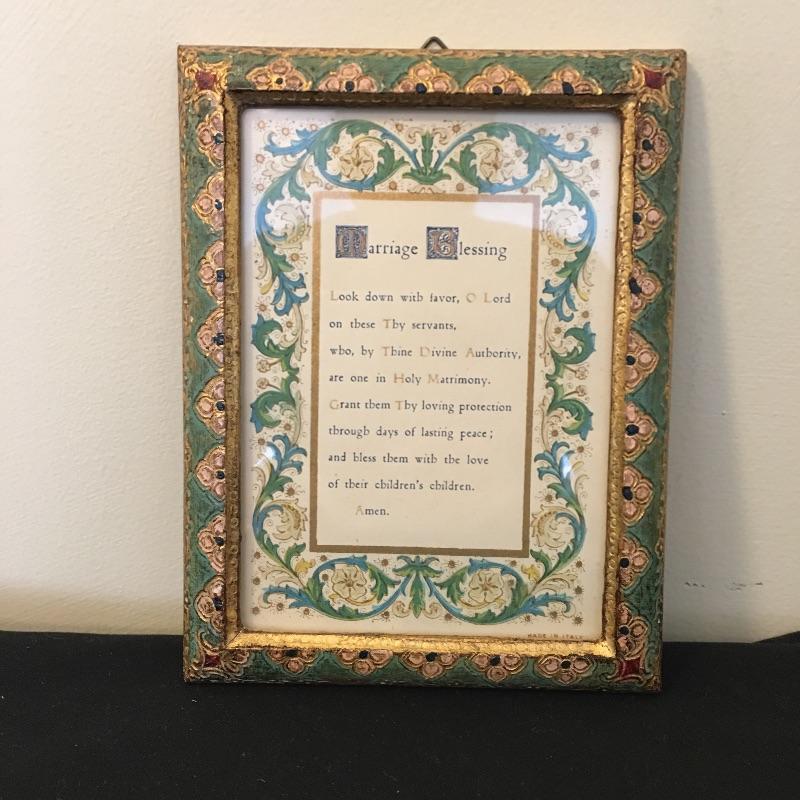 Marriage Blessing
Look down with favor, O Lord
on these Thy servants,
who, by Thine Divine Authority,
are one in Holy Matrimony.
Grant them Thy loving protection
through days of lasting peace;
and bless them with the love
of their children's children.
Amen.
MADE IN ITALY